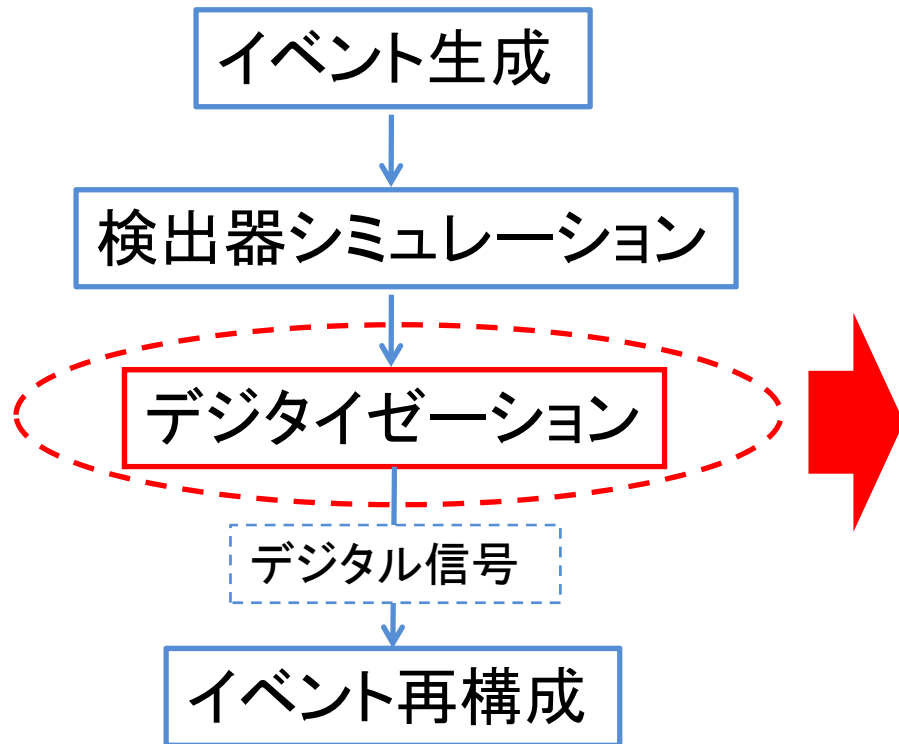 イベント生成
検出器シミュレーション
デジタイゼーション
デジタル信号
イベント再構成